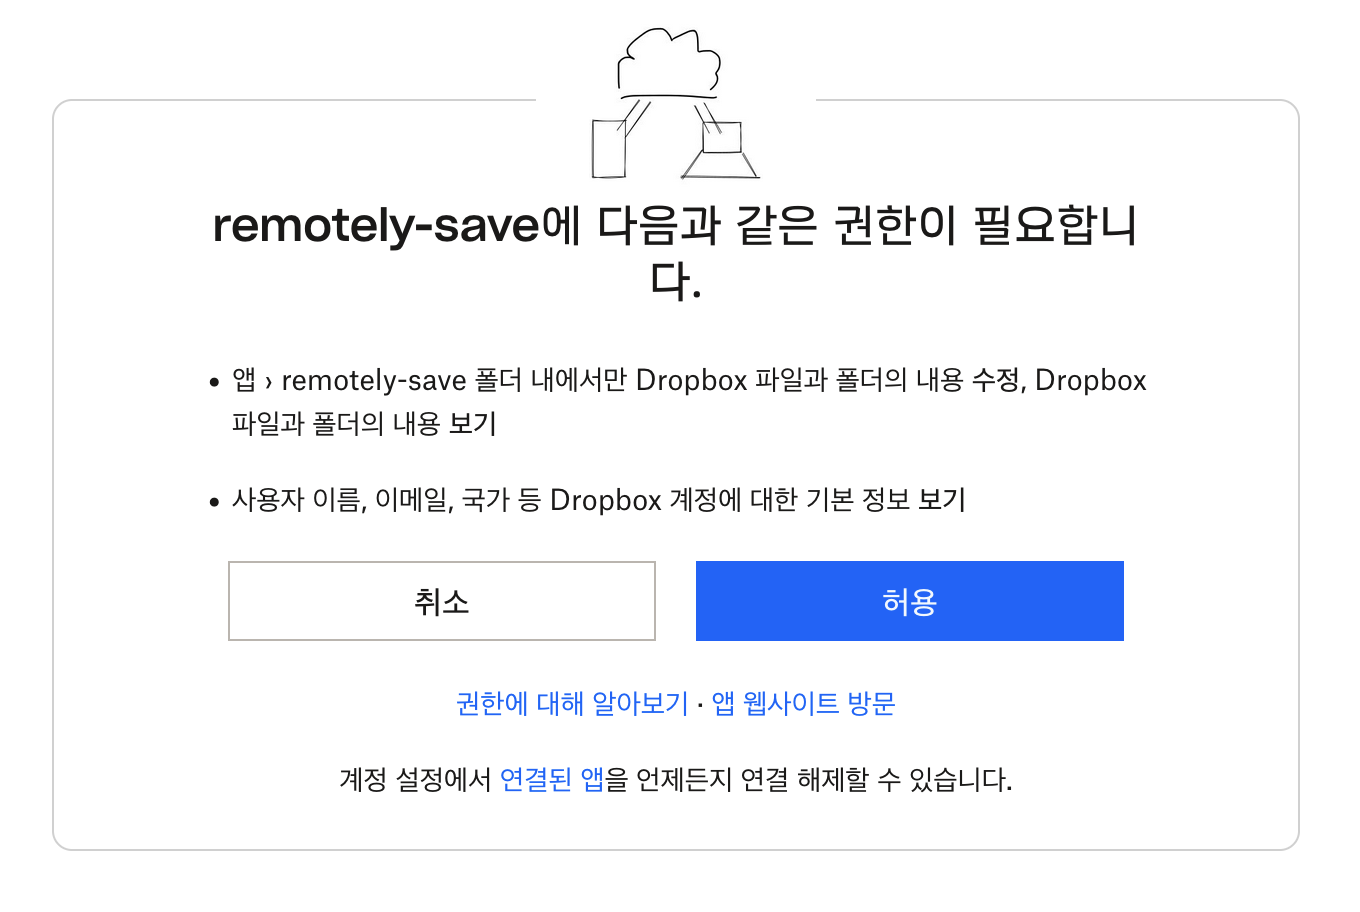 remotely-save에 다음과 같은 권한이 필요합니
다.
• 앱 › remotely-save 폴더 내에서만 Dropbox 파일과 폴더의 내용 수정, Dropbox
파일과 폴더의 내용 보기
• 사용자 이름, 이메일, 국가 등 Dropbox 계정에 대한 기본 정보 보기
취소
허용
권한에 대해 알아보기 · 앱 웹사이트 방문
계정 설정에서 연결된 앱을 언제든지 연결 해제할 수 있습니다.